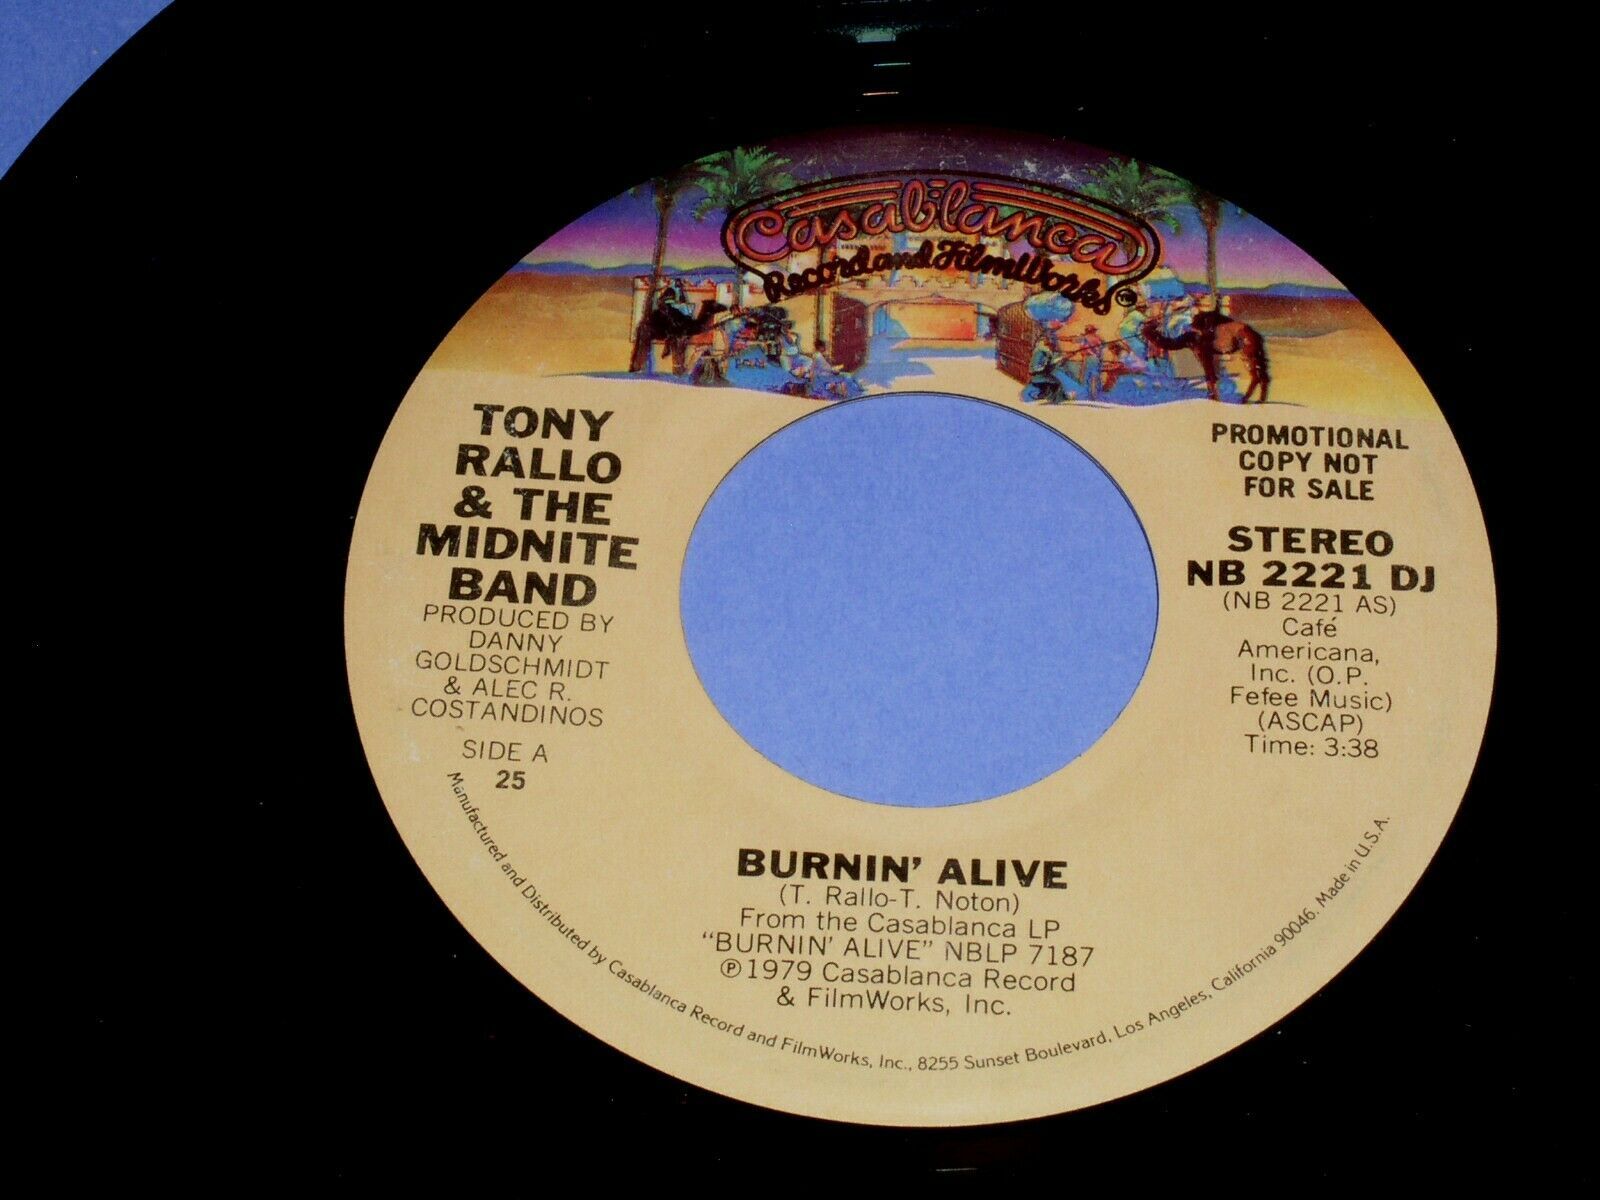 Casablanca
Record and FilmWorks™
TONY
RALLO
& THE
MIDNITE
BAND
PRODUCED BY
DANNY
GOLDSCHMIDT
& ALEC R.
COSTANDINOS
SIDE A
25
PROMOTIONAL
COPY NOT
FOR SALE
STEREO
NB 2221 DJ
(NB 2221 AS)
Café
Americana,
Inc. (O.P.
Fefee Music)
(ASCAP)
Time: 3:38
BURNIN' ALIVE
(T. Rallo-T. Noton)
From the Casablanca LP
"BURNIN' ALIVE" NBLP 7187
℗1979 Casablanca Record
& FilmWorks, Inc.
Manufactured and Distributed by Casablanca Record and FilmWorks, Inc., 8255 Sunset Boulevard, Los Angeles, California 90046. Made in U.S.A.